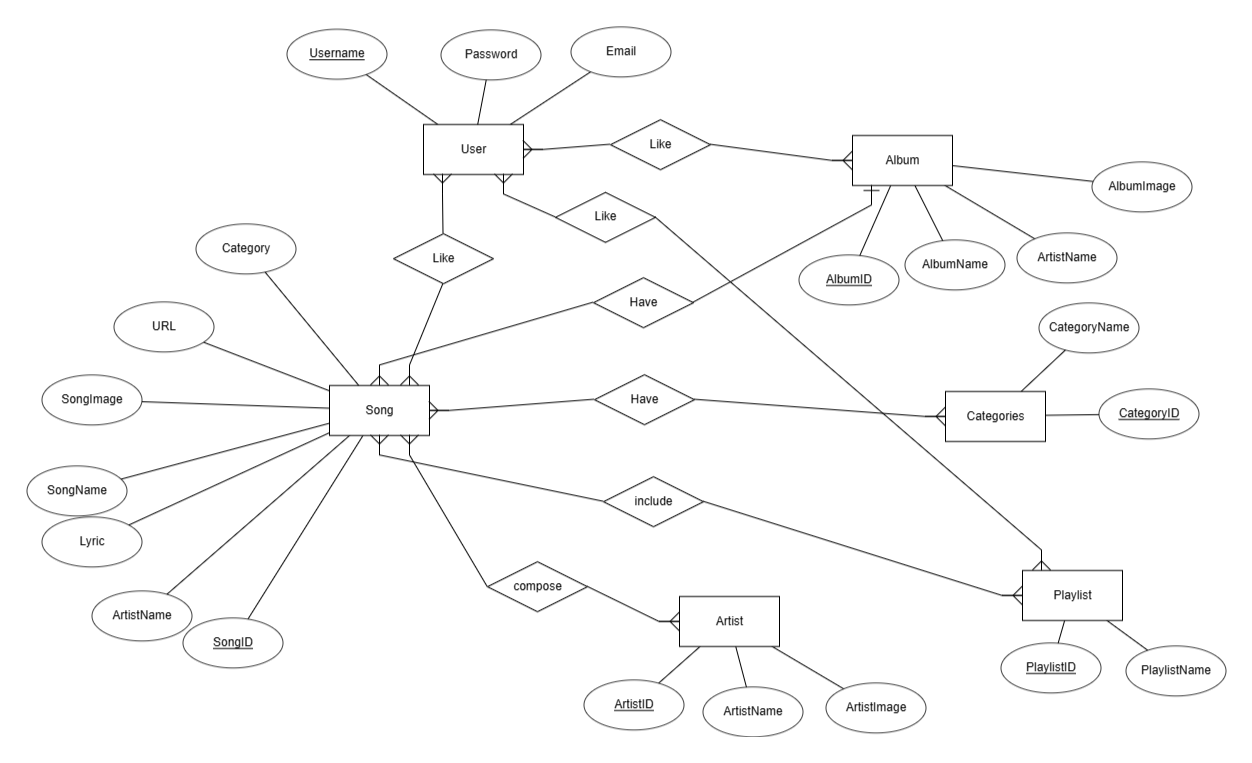 Username
Password
Email
User
Like
Album
AlbumImage
Like
Category
Like
AlbumID
AlbumName
ArtistName
Have
URL
CategoryName
SongImage
Song
Have
Categories
CategoryID
SongName
include
Lyric
compose
Playlist
ArtistName
SongID
Artist
PlaylistID
PlaylistName
ArtistID
ArtistName
ArtistImage